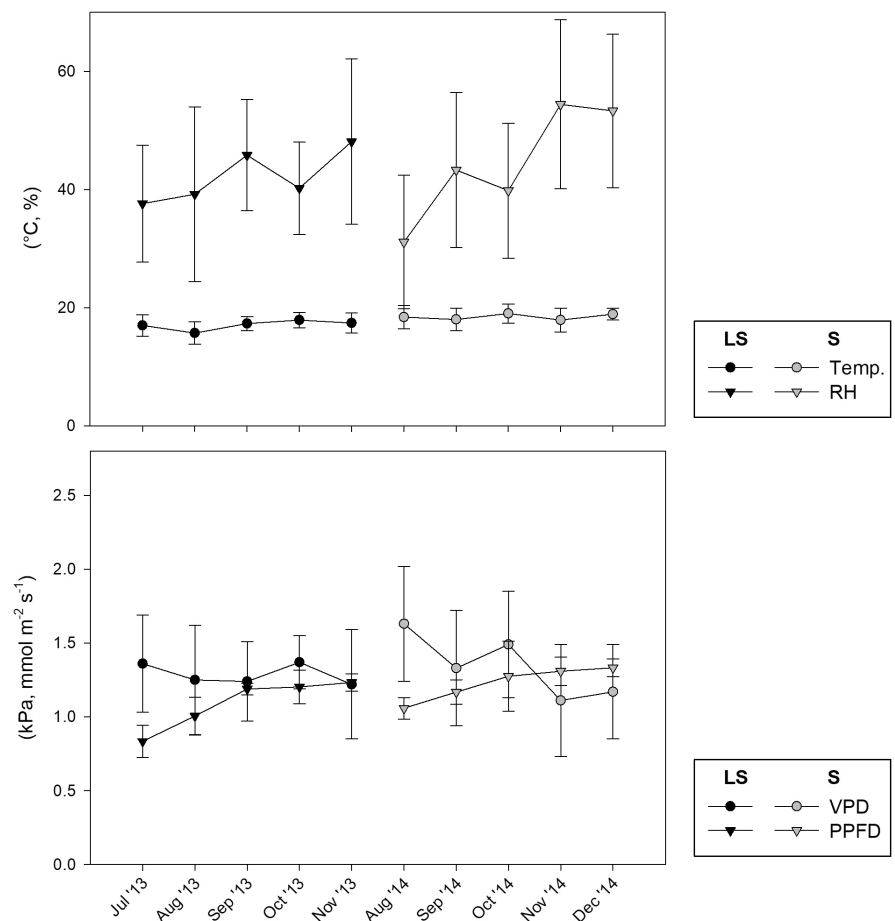 60
40
20
0
(°C, %)
LS S
Temp.
RH
2.5
2.0
1.5
1.0
0.5
0.0
(kPa, mmol m⁻² s⁻¹)
LS S
VPD
PPFD
Jul '13 Aug '13 Sep '13 Oct '13 Nov '13 Aug '14 Sep '14 Oct '14 Nov '14 Dec '14